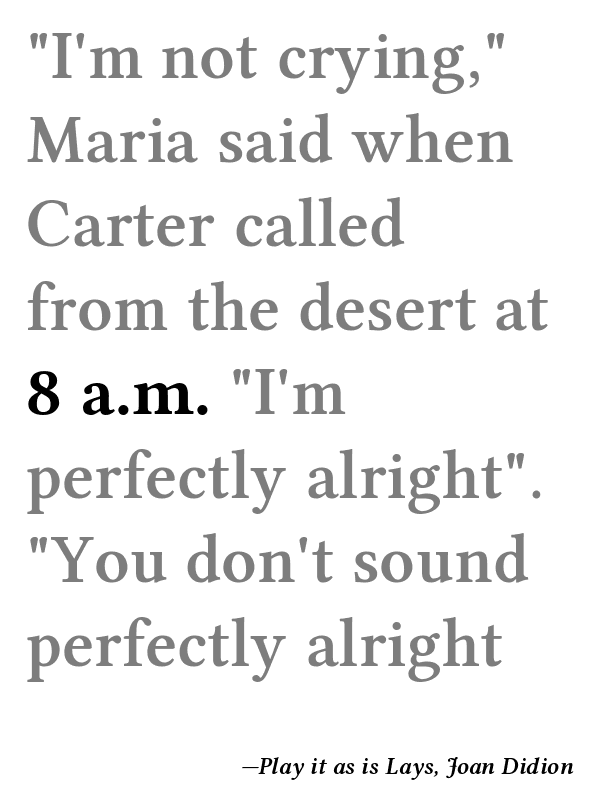 "I'm not crying,"
Maria said when
Carter called
from the desert at
8 a.m. "I'm
perfectly alright".
"You don't sound
perfectly alright
—Play it as is Lays, Joan Didion